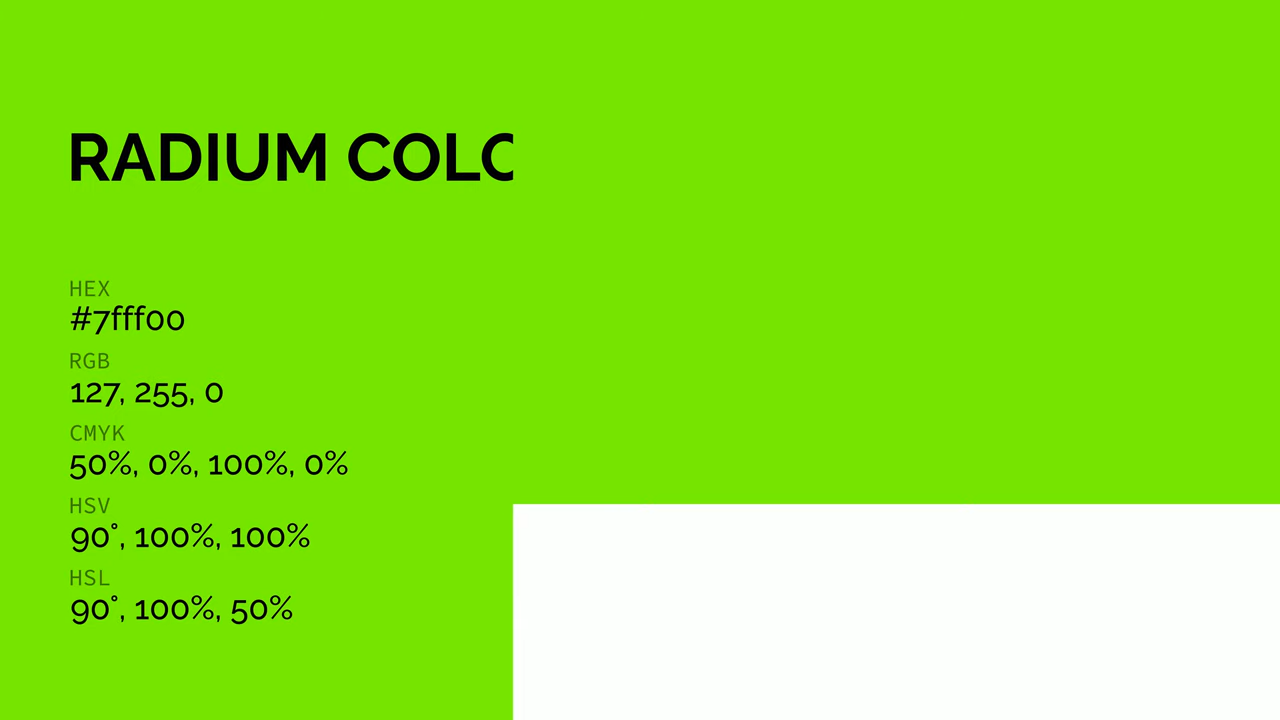 RADIUM COLO
HEX
#7fff00
RGB
127, 255, 0
CMYK
50%, 0%, 100%, 0%
HSV
90°, 100%, 100%
HSL
90°, 100%, 50%